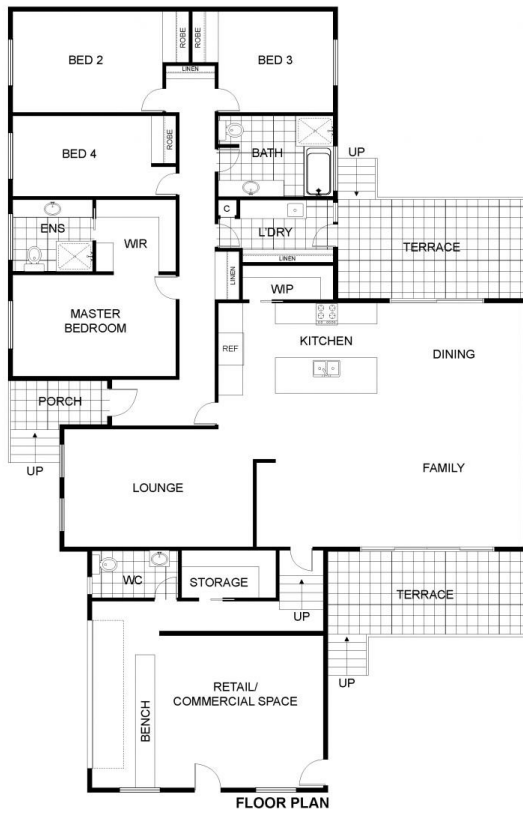 BED 2
ROBE
ROBE
BED 3
LINEN
BED 4
ROBE
BATH
UP
ENS
WIR
C
L'DRY
TERRACE
LINEN
LINEN
WIP
MASTER
BEDROOM
REF
KITCHEN
DINING
PORCH
UP
LOUNGE
FAMILY
WC
STORAGE
UP
TERRACE
UP
BENCH
RETAIL/
COMMERCIAL SPACE
FLOOR PLAN